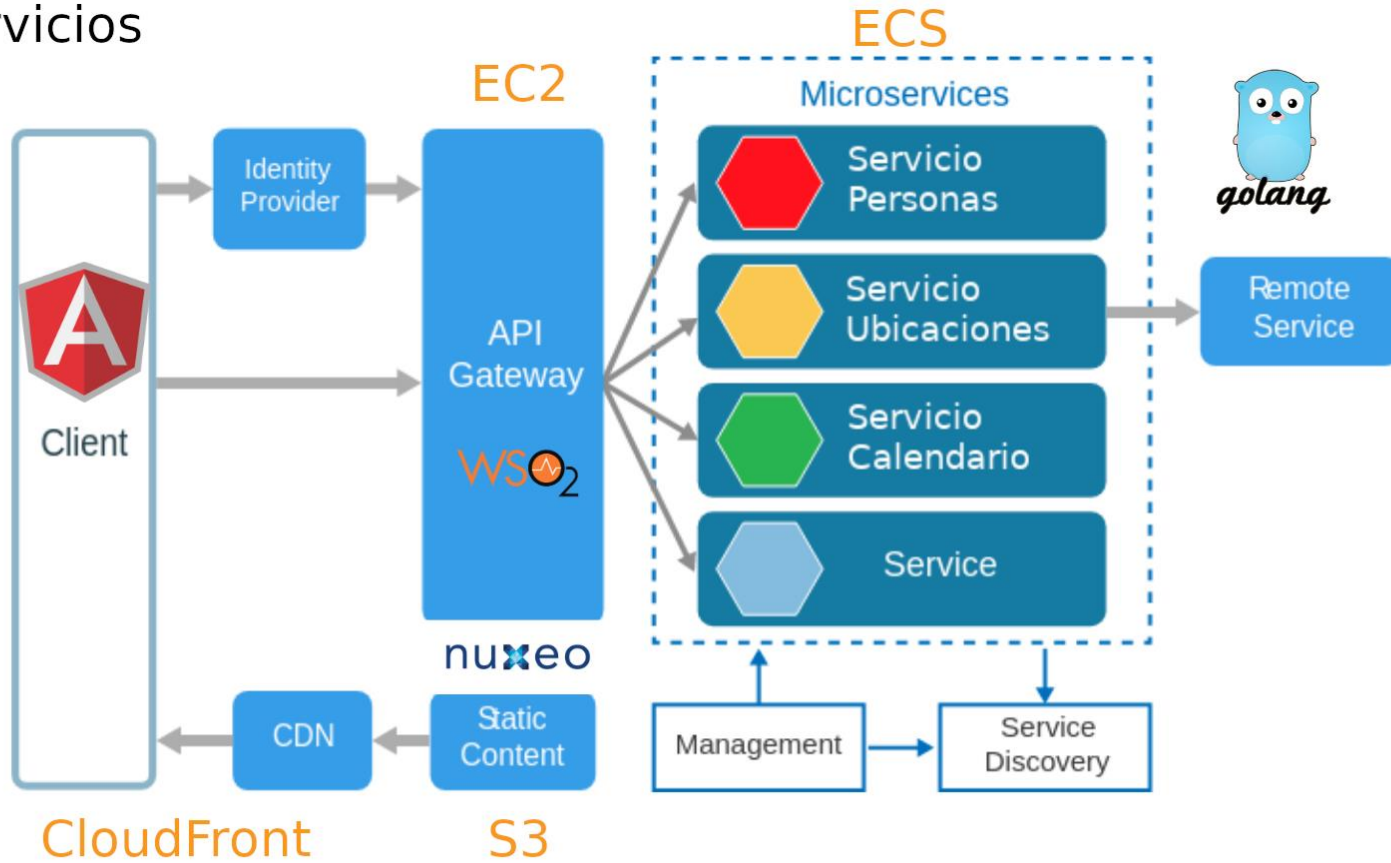 rvicios
ECS
EC2
Microservices
Identity
Provider
Servicio
Personas
golang
Servicio
Ubicaciones
Remote
Service
API
Gateway
WSO2
Client
Servicio
Calendario
Service
nuxeo
CDN
Static
Content
Management
Service
Discovery
CloudFront
S3